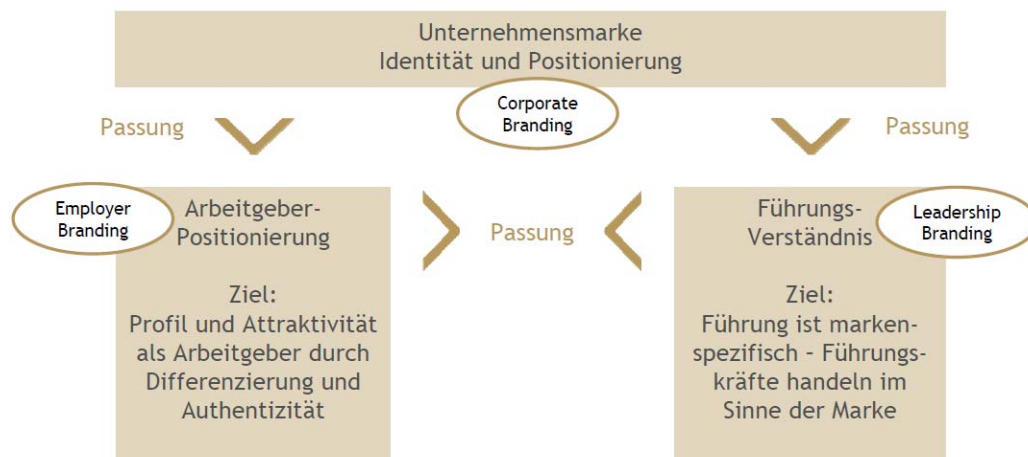 Unternehmensmarke
Identität und Positionierung
Corporate
Branding
Passung
Passung
Employer
Branding
Arbeitgeber-
Positionierung
Ziel:
Profil und Attraktivität
als Arbeitgeber durch
Differenzierung und
Authentizität
Passung
Führungs-
Verständnis
Leadership
Branding
Ziel:
Führung ist marken-
spezifisch - Führungs-
kräfte handeln im
Sinne der Marke